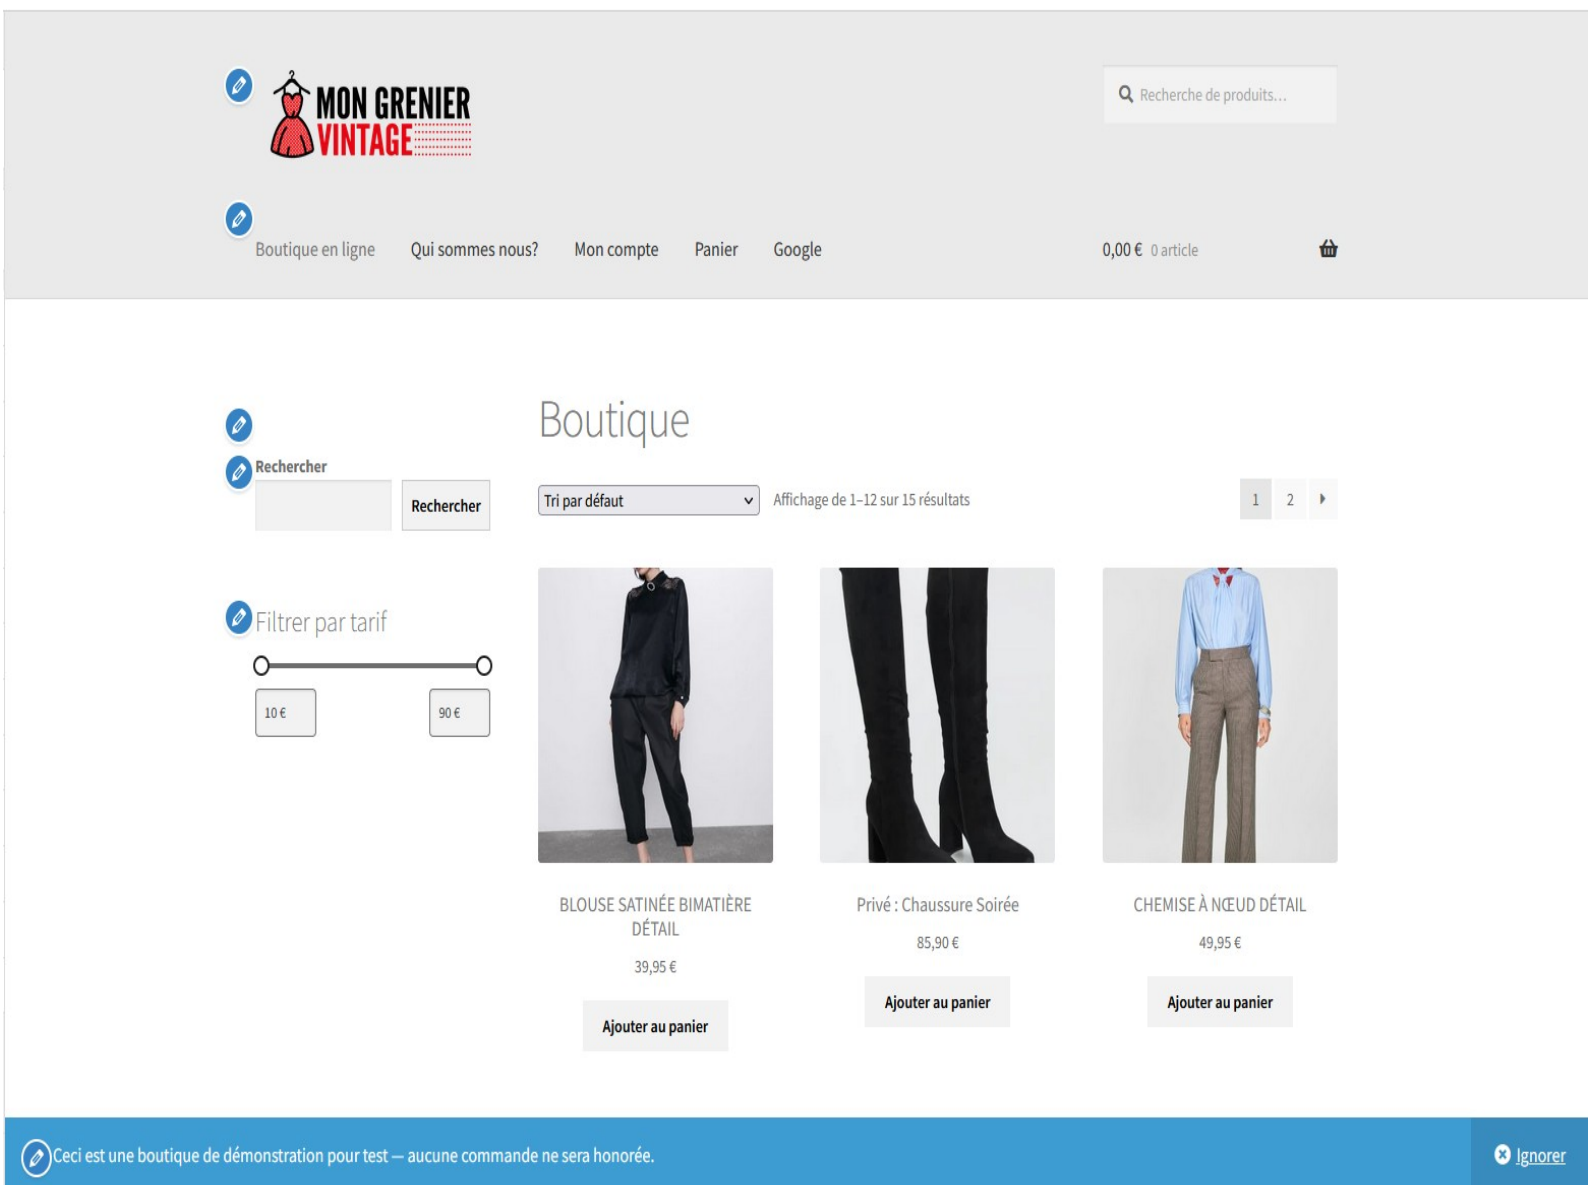 MON GRENIER
VINTAGE
Recherche de produits...
Boutique en ligne Qui sommes nous? Mon compte Panier Google 0,00 € 0 article
Boutique
Rechercher
Rechercher
Tri par défaut Affichage de 1–12 sur 15 résultats 1 2
Filtrer par tarif
10 € 90 €
BLOUSE SATINÉE BIMATIÈRE
DÉTAIL
39,95 €
Ajouter au panier
Privé : Chaussure Soirée
85,90 €
Ajouter au panier
CHEMISE À NŒUD DÉTAIL
49,95 €
Ajouter au panier
Ceci est une boutique de démonstration pour test — aucune commande ne sera honorée. Ignorer